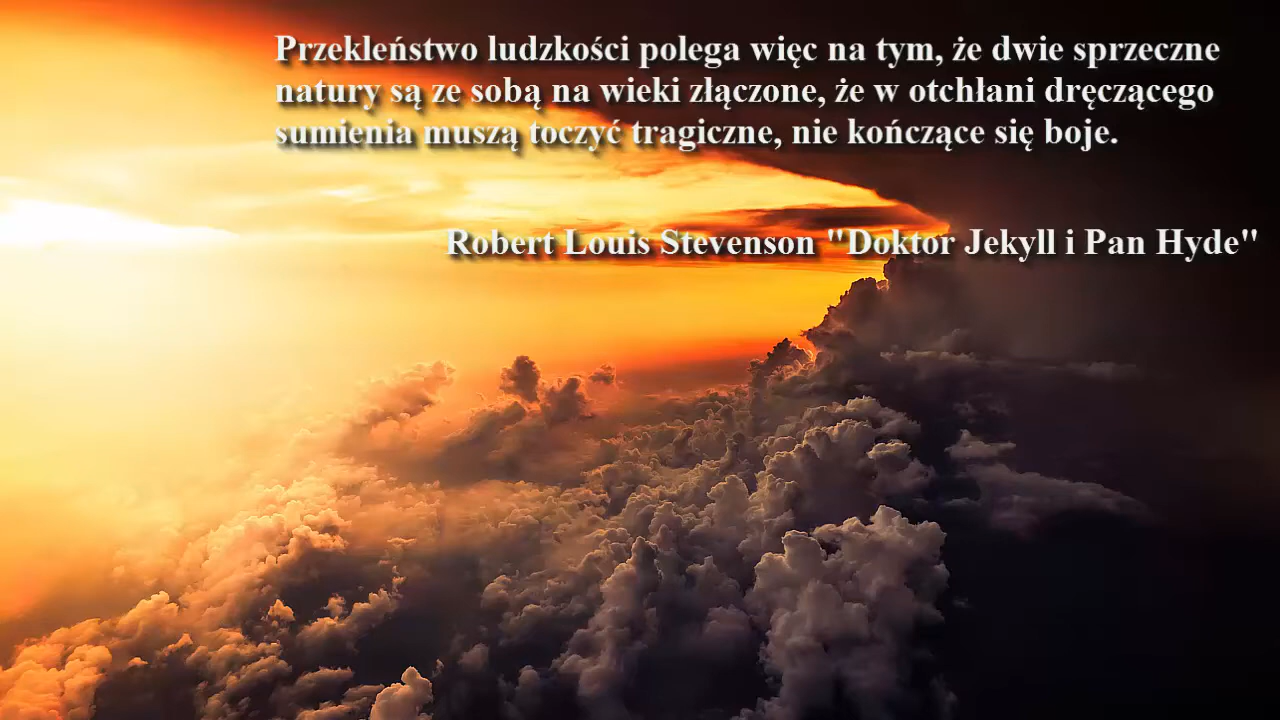 Przekleństwo ludzkości polega więc na tym, że dwie sprzeczne
natury są ze sobą na wieki złączone, że w otchłani dręczącego
sumienia muszą toczyć tragiczne, nie kończące się boje.
Robert Louis Stevenson "Doktor Jekyll i Pan Hyde"